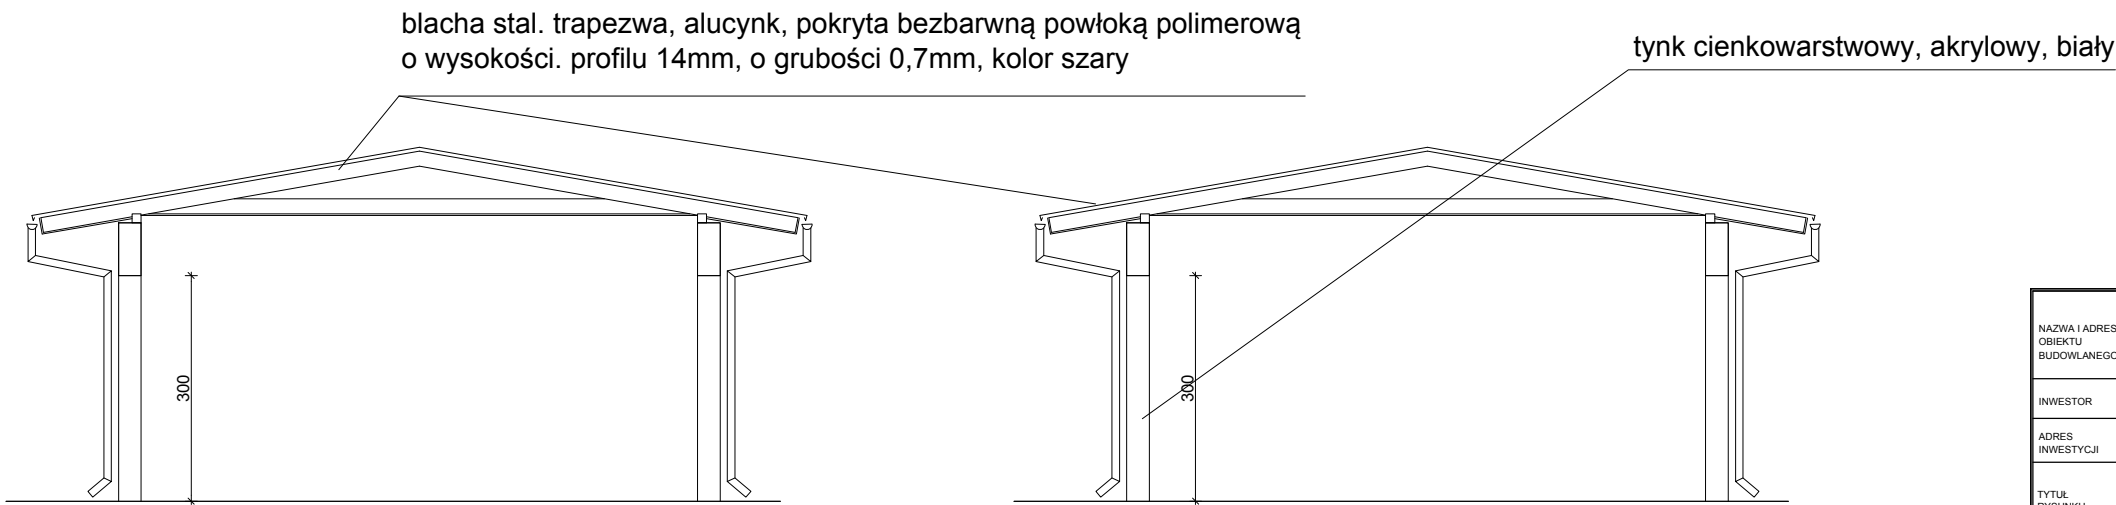 blacha stal. trapezwa, alucynk, pokryta bezbarwną powłoką polimerową
o wysokości. profilu 14mm, o grubości 0,7mm, kolor szary
tynk cienkowarstwowy, akrylowy, biały
300
300
NAZWA I ADRES
OBIEKTU
BUDOWLANEGO
INWESTOR
ADRES
INWESTYCJI
TYTUŁ
RYSUNKU